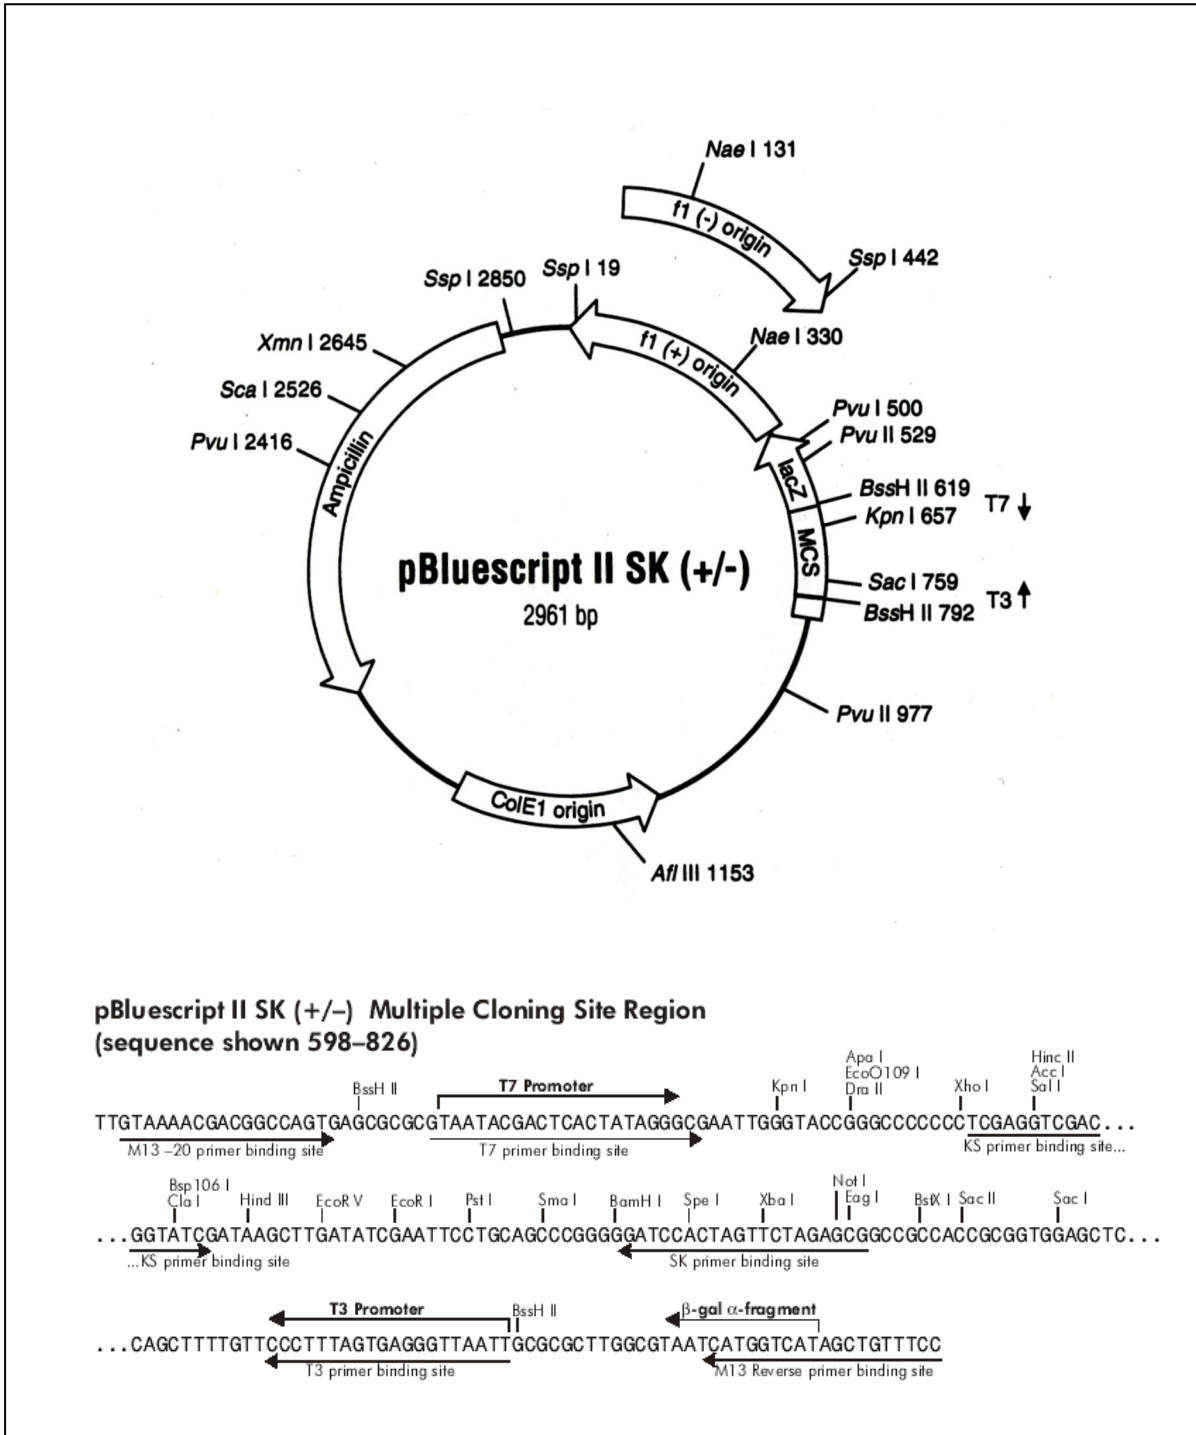 Nae I 131
f1 (-) origin
Ssp I 442
Ssp I 19
Ssp I 2850
Nae I 330
f1 (+) origin
Xmn I 2645
Sca I 2526
Pvu I 2416
Ampicillin
Pvu I 500
Pvu II 529
lacZ
BssH II 619
T7
Kpn I 657
MCS
pBluescript II SK (+/-)
2961 bp
Sac I 759
T3
BssH II 792
Pvu II 977
ColE1 origin
Afl III 1153
pBluescript II SK (+/–) Multiple Cloning Site Region
(sequence shown 598–826)
Apa I Hinc II
EcoO109 I Acc I
BssH II T7 Promoter Kpn I Dra II Xho I Sal I
TTGTAAAACGACGGCCAGTGAGCGCGCGTAATACGACTCACTATAGGGCGAATTGGGTACCGGGCCCCCCCTCGAGGTCGAC...
M13 –20 primer binding site T7 primer binding site KS primer binding site...
Bsp106 I Not I
Cla I Hind III EcoR V EcoR I Pst I Sma I BamH I Spe I Xba I Eag I BstX I Sac II Sac I
...GGTATCGATAAGCTTGATATCGAATTCCTGCAGCCCGGGGGATCCACTAGTTCTAGAGCGGCCGCCACCGCGGTGGAGCTC...
...KS primer binding site SK primer binding site
T3 Promoter BssH II β-gal α-fragment
...CAGCTTTTGTTCCCTTTAGTGAGGGTTAATTGCGCGCTTGGCGTAATCATGGTCATAGCTGTTTCC
T3 primer binding site M13 Reverse primer binding site